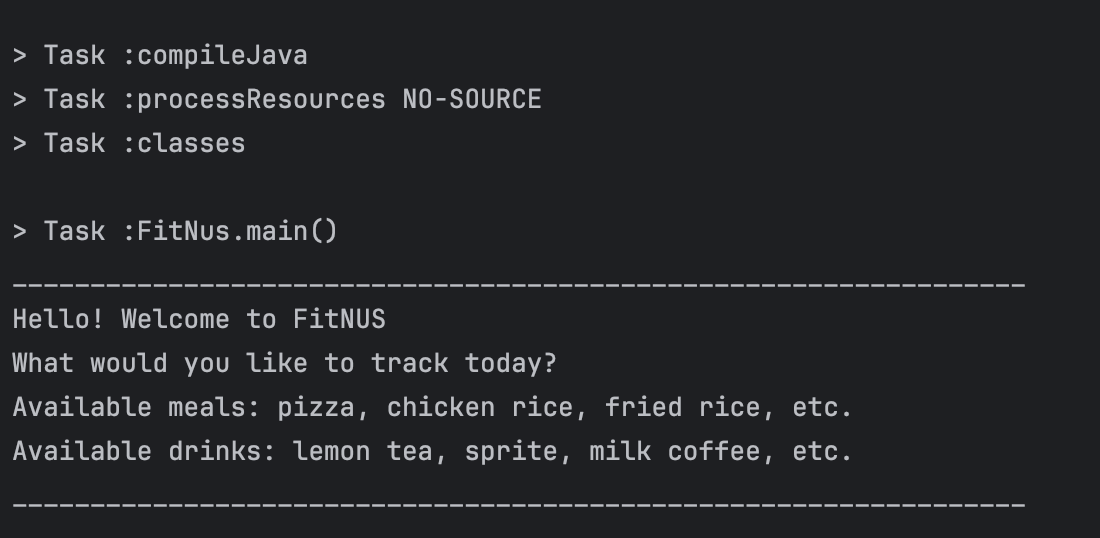 > Task :compileJava
> Task :processResources NO-SOURCE
> Task :classes
> Task :FitNus.main()
_________________________________________________________________
Hello! Welcome to FitNUS
What would you like to track today?
Available meals: pizza, chicken rice, fried rice, etc.
Available drinks: lemon tea, sprite, milk coffee, etc.
_________________________________________________________________